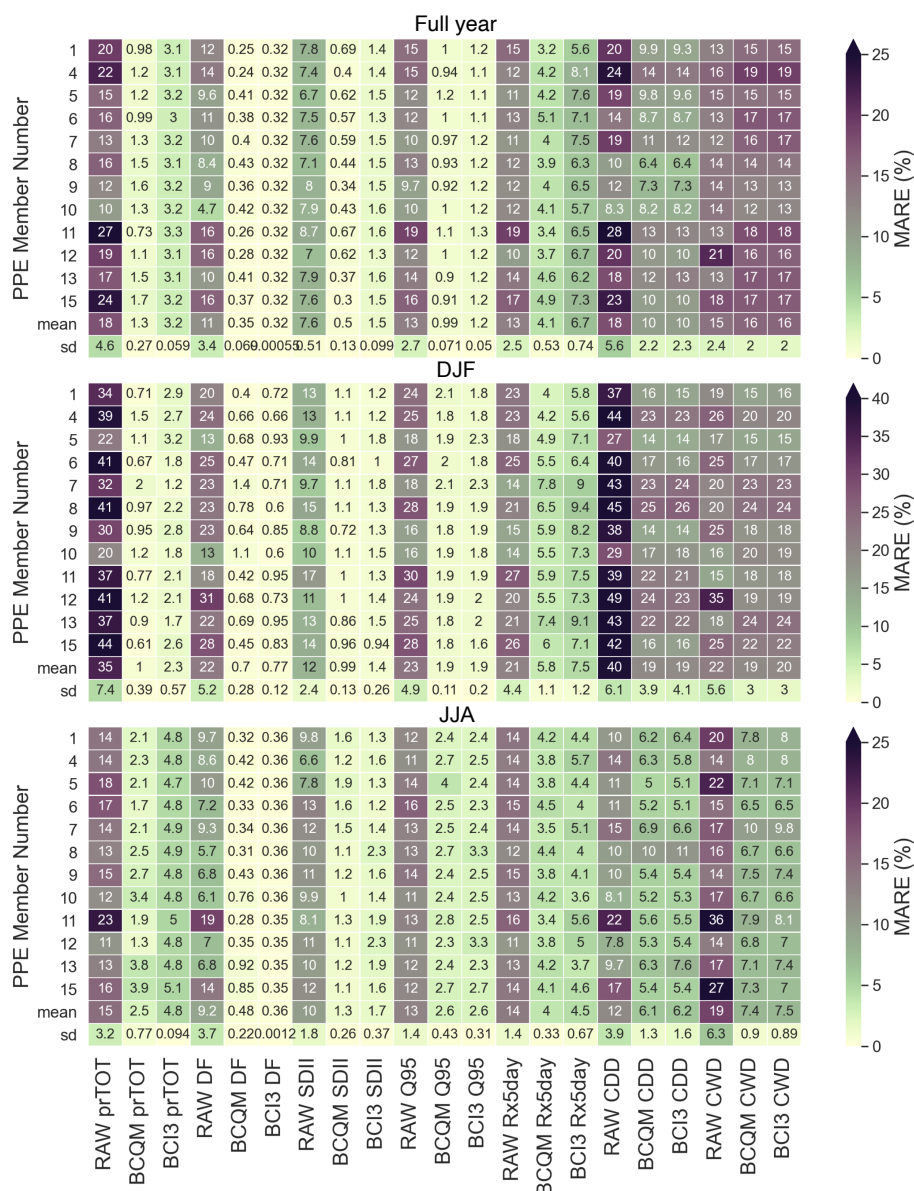 Full year
PPE Member Number
1 20 0.98 3.1 12 0.25 0.32 7.8 0.69 1.4 15 1 1.2 15 3.2 5.6 20 9.9 9.3 13 15 15
4 22 1.2 3.1 14 0.24 0.32 7.4 0.4 1.4 15 0.94 1.1 12 4.2 8.1 24 14 14 16 19 19
5 15 1.2 3.2 9.6 0.41 0.32 6.7 0.62 1.5 12 1.2 1.1 11 4.2 7.6 19 9.8 9.6 15 15 15
6 16 0.99 3 11 0.38 0.32 7.5 0.57 1.3 12 1 1.1 13 5.1 7.1 14 8.7 8.7 13 17 17
7 13 1.3 3.1 10 0.4 0.32 7.6 0.59 1.4 10 0.97 1.2 11 4 7.5 19 11 12 12 16 17
8 16 1.5 3.1 8.4 0.43 0.32 7.1 0.44 1.5 13 0.93 1.2 12 3.9 6.3 10 6.4 6.4 14 14 14
9 12 1.6 3.2 9 0.36 0.32 8 0.34 1.5 9.7 0.92 1.2 12 4 6.5 12 7.3 7.3 14 13 13
10 10 1.3 3.2 4.7 0.42 0.32 7.9 0.43 1.6 10 1 1.2 12 4.1 5.7 8.3 8.2 8.2 14 12 13
11 27 0.73 3.3 16 0.26 0.32 8.7 0.67 1.6 19 1.1 1.3 19 3.4 6.5 28 13 13 13 18 18
12 19 1.1 3.1 16 0.28 0.32 7 0.62 1.5 12 1 1.2 10 3.7 6.7 20 10 10 21 16 16
13 17 1.5 3.1 10 0.41 0.32 7.9 0.37 1.6 14 0.9 1.2 14 4.6 6.2 18 12 13 13 17 17
15 24 1.7 3.2 16 0.37 0.32 7.6 0.3 1.5 16 0.91 1.2 17 4.9 7.3 23 10 10 18 17 17
mean 18 1.3 3.2 11 0.35 0.32 7.6 0.5 1.5 13 0.99 1.2 13 4.1 6.7 18 10 10 15 16 16
sd 4.6 0.27 0.059 3.4 0.069 0.00055 0.51 0.13 0.099 2.7 0.071 0.05 2.5 0.53 0.74 5.6 2.2 2.3 2.4 2 2
25
20
15
10
5
0
MARE (%)
DJF
PPE Member Number
1 34 0.71 2.9 20 0.4 0.72 13 1.1 1.2 24 2.1 1.8 23 4 5.8 37 16 15 19 15 16
4 39 1.5 2.7 24 0.66 0.66 13 1.1 1.2 25 1.8 1.8 23 4.2 5.6 44 23 23 26 20 20
5 22 1.1 3.2 13 0.68 0.93 9.9 1 1.8 18 1.9 2.3 18 4.9 7.1 27 14 14 17 15 15
6 41 0.67 1.8 25 0.47 0.71 14 0.81 1 27 2 1.8 25 5.5 6.4 40 17 16 25 17 17
7 32 2 1.2 23 1.4 0.71 9.7 1.1 1.8 18 2.1 2.3 14 7.8 9 43 23 24 20 23 23
8 41 0.97 2.2 23 0.78 0.6 15 1.1 1.3 28 1.9 1.9 21 6.5 9.4 45 25 26 20 24 24
9 30 0.95 2.8 23 0.64 0.85 8.8 0.72 1.3 16 1.8 1.9 15 5.9 8.2 38 14 14 25 18 18
10 20 1.2 1.8 13 1.1 0.6 10 1.1 1.5 16 1.9 1.8 14 5.5 7.3 29 17 18 16 20 19
11 37 0.77 2.1 18 0.42 0.95 17 1 1.3 30 1.9 1.9 27 5.9 7.5 39 22 21 15 18 18
12 41 1.2 2.1 31 0.68 0.73 11 1 1.4 24 1.9 2 20 5.5 7.3 49 24 23 35 19 19
13 37 0.9 1.7 22 0.69 0.95 13 0.86 1.5 25 1.8 2 21 7.4 9.1 43 22 22 18 24 24
15 44 0.61 2.6 28 0.45 0.83 14 0.96 0.94 28 1.8 1.6 26 6 7.1 42 16 16 25 22 22
mean 35 1 2.3 22 0.7 0.77 12 0.99 1.4 23 1.9 1.9 21 5.8 7.5 40 19 19 22 19 20
sd 7.4 0.39 0.57 5.2 0.28 0.12 2.4 0.13 0.26 4.9 0.11 0.2 4.4 1.1 1.2 6.1 3.9 4.1 5.6 3 3
40
35
30
25
20
15
10
5
0
MARE (%)
JJA
PPE Member Number
1 14 2.1 4.8 9.7 0.32 0.36 9.8 1.6 1.3 12 2.4 2.4 14 4.2 4.4 10 6.2 6.4 20 7.8 8
4 14 2.3 4.8 8.6 0.42 0.36 6.6 1.2 1.6 11 2.7 2.5 14 3.8 5.7 14 6.3 5.8 14 8 8
5 18 2.1 4.7 10 0.42 0.36 7.8 1.9 1.3 12 4 2.4 14 3.8 4.4 11 5 5.1 22 7.1 7.1
6 17 1.7 4.8 7.2 0.33 0.36 13 1.6 1.2 16 2.5 2.3 15 4.5 4 11 5.2 5.1 15 6.5 6.5
7 14 2.1 4.9 9.3 0.34 0.36 12 1.5 1.4 13 2.5 2.4 14 3.5 5.1 15 6.9 6.6 17 10 9.8
8 13 2.5 4.9 5.7 0.31 0.36 10 1.1 2.3 13 2.7 3.3 12 4.4 4 10 10 11 16 6.7 6.6
9 15 2.7 4.8 6.8 0.43 0.36 11 1.2 1.6 14 2.4 2.5 14 3.8 4.1 10 5.4 5.4 14 7.5 7.4
10 12 3.4 4.8 6.1 0.76 0.36 9.9 1 1.4 11 2.4 2.5 13 4.2 3.6 8.1 5.2 5.3 17 6.7 6.6
11 23 1.9 5 19 0.28 0.35 8.1 1.3 1.9 13 2.8 2.5 16 3.4 5.6 22 5.6 5.5 36 7.9 8.1
12 11 1.3 4.8 7 0.35 0.35 11 1.1 2.3 11 2.3 3.3 11 3.8 5 7.8 5.3 5.4 14 6.8 7
13 13 3.8 4.8 6.8 0.92 0.36 10 1.2 1.9 12 2.4 2.3 13 4.2 3.7 9.7 6.3 7.6 17 7.1 7.4
15 16 3.9 5.1 14 0.85 0.35 12 1.1 1.6 12 2.7 2.7 14 4.6 4.6 17 5.4 5.4 27 7.3 7
mean 15 2.5 4.8 9.2 0.48 0.36 10 1.3 1.7 13 2.6 2.6 14 4 4.5 12 6.1 6.2 19 7.4 7.5
sd 3.2 0.77 0.094 3.7 0.22 0.0012 1.8 0.26 0.37 1.4 0.43 0.31 1.4 0.33 0.67 3.9 1.3 1.6 6.3 0.9 0.89
25
20
15
10
5
0
MARE (%)
RAW prTOT
BCQM prTOT
BCI3 prTOT
RAW DF
BCQM DF
BCI3 DF
RAW SDII
BCQM SDII
BCI3 SDII
RAW Q95
BCQM Q95
BCI3 Q95
RAW Rx5day
BCQM Rx5day
BCI3 Rx5day
RAW CDD
BCQM CDD
BCI3 CDD
RAW CWD
BCQM CWD
BCI3 CWD